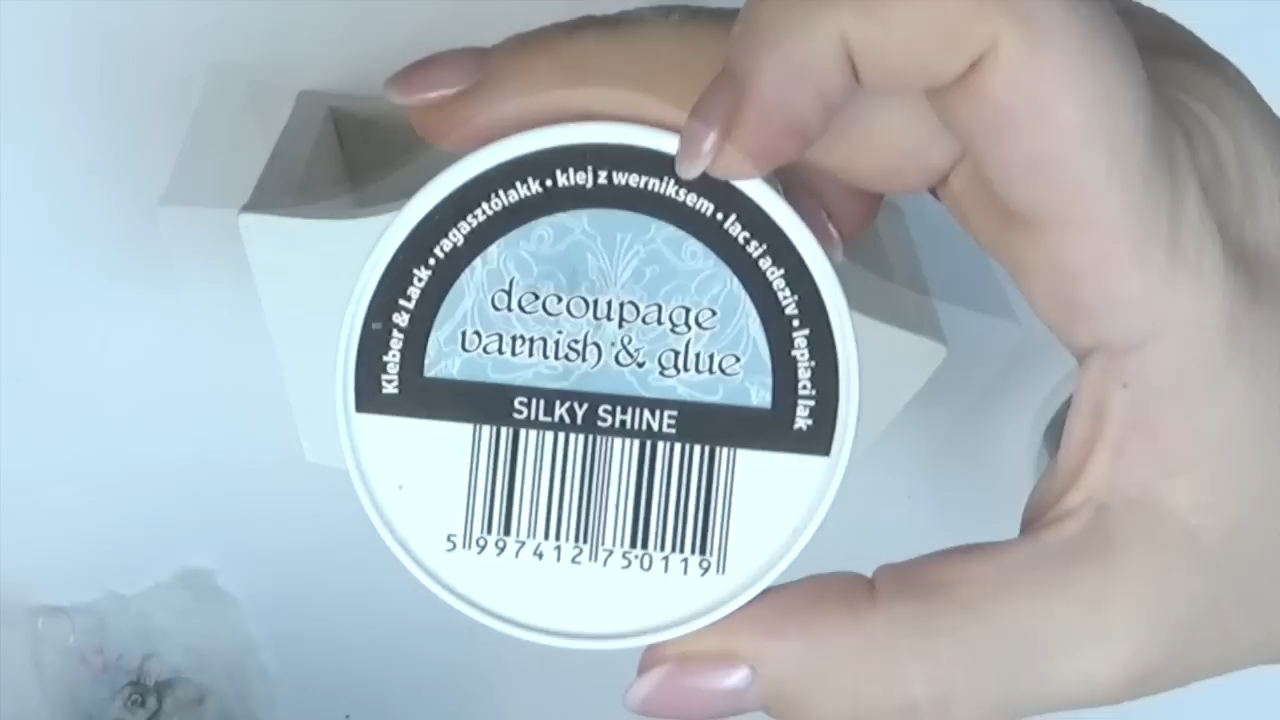 Kleber & Lack • ragasztólakk • klej z werniksem • lac si adeziv • lepiaci lak
decoupage
varnish & glue
SILKY SHINE
5 997412 750119